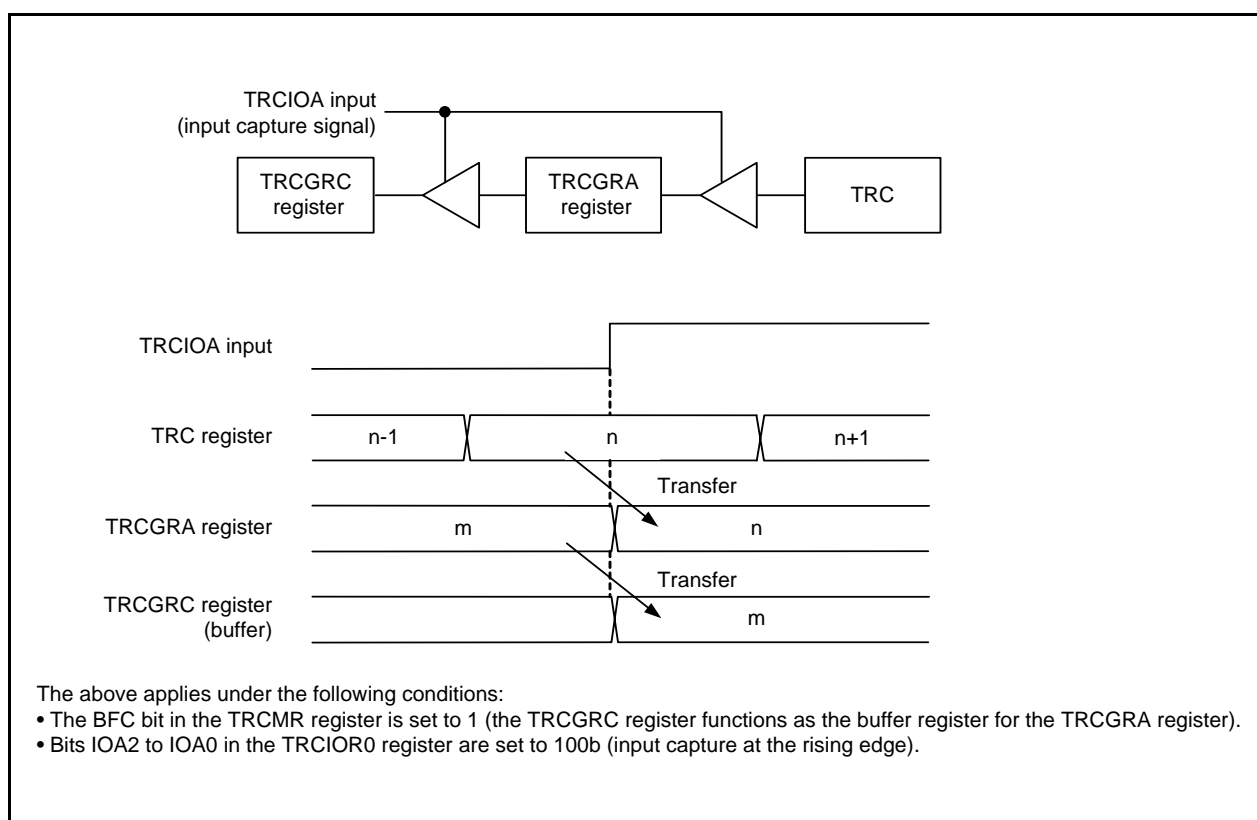 TRCIOA input
(input capture signal)
TRCGRC
register
TRCGRA
register
TRC
TRCIOA input
TRC register
n-1
n
n+1
Transfer
TRCGRA register
m
n
Transfer
TRCGRC register
(buffer)
m
The above applies under the following conditions:
• The BFC bit in the TRCMR register is set to 1 (the TRCGRC register functions as the buffer register for the TRCGRA register).
• Bits IOA2 to IOA0 in the TRCIOR0 register are set to 100b (input capture at the rising edge).